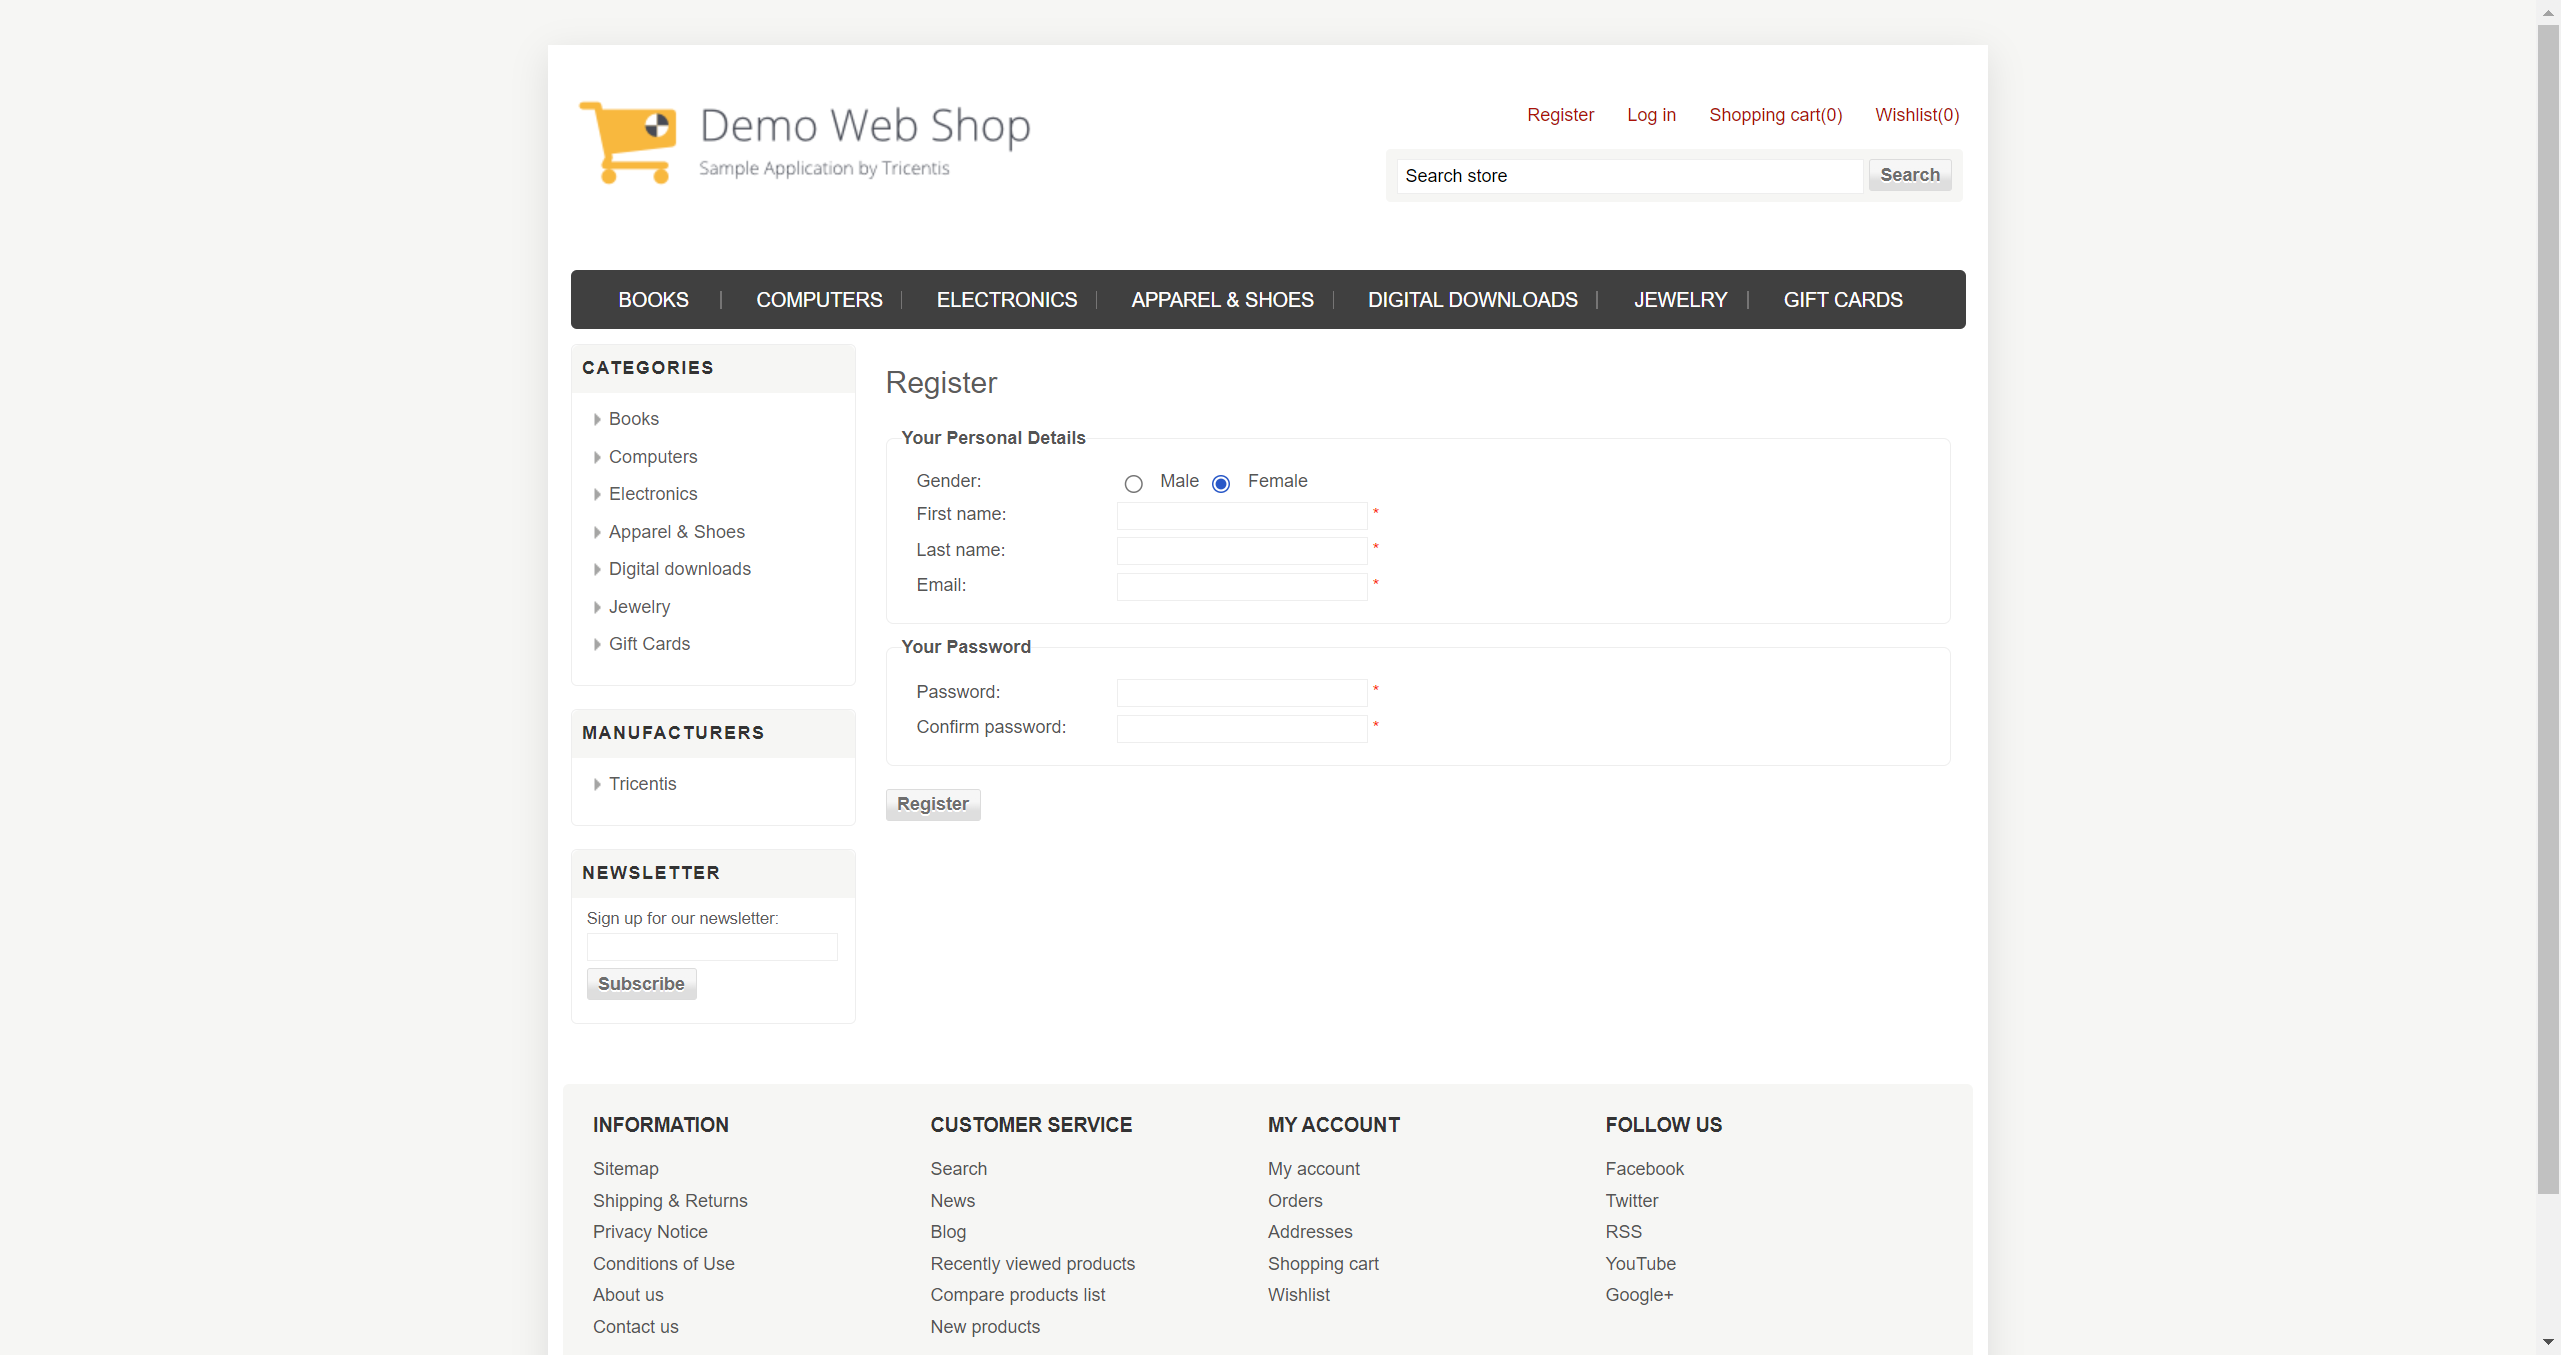 Demo Web Shop
Sample Application by Tricentis
Register Log in Shopping cart(0) Wishlist(0)
Search store Search
BOOKS COMPUTERS ELECTRONICS APPAREL & SHOES DIGITAL DOWNLOADS JEWELRY GIFT CARDS
CATEGORIES
Books
Computers
Electronics
Apparel & Shoes
Digital downloads
Jewelry
Gift Cards
MANUFACTURERS
Tricentis
NEWSLETTER
Sign up for our newsletter:
Subscribe
Register
Your Personal Details
Gender: Male Female
First name: *
Last name: *
Email: *
Your Password
Password: *
Confirm password: *
Register
INFORMATION
Sitemap
Shipping & Returns
Privacy Notice
Conditions of Use
About us
Contact us
CUSTOMER SERVICE
Search
News
Blog
Recently viewed products
Compare products list
New products
MY ACCOUNT
My account
Orders
Addresses
Shopping cart
Wishlist
FOLLOW US
Facebook
Twitter
RSS
YouTube
Google+